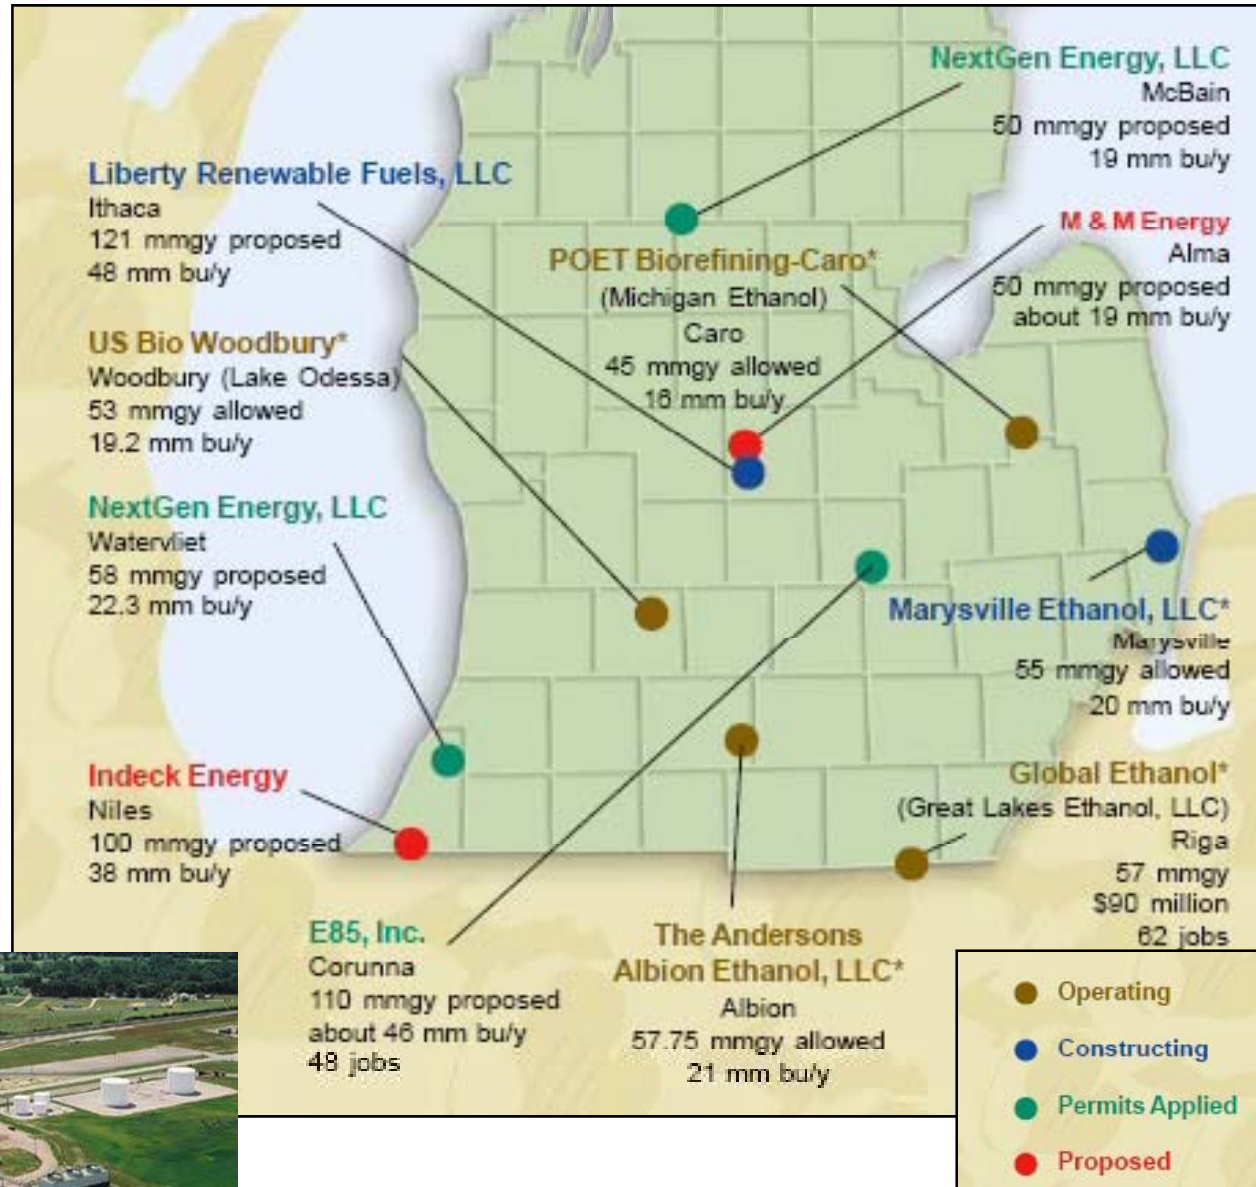 NextGen Energy, LLC
McBain
50 mmgy proposed
19 mm bu/y
Liberty Renewable Fuels, LLC
Ithaca
121 mmgy proposed
48 mm bu/y
M & M Energy
Alma
50 mmgy proposed
about 19 mm bu/y
POET Biorefining-Caro*
(Michigan Ethanol)
Caro
45 mmgy allowed
16 mm bu/y
US Bio Woodbury*
Woodbury (Lake Odessa)
53 mmgy allowed
19.2 mm bu/y
NextGen Energy, LLC
Watervliet
58 mmgy proposed
22.3 mm bu/y
Marysville Ethanol, LLC*
Marysville
55 mmgy allowed
20 mm bu/y
Indeck Energy
Niles
100 mmgy proposed
38 mm bu/y
Global Ethanol*
(Great Lakes Ethanol, LLC)
Riga
57 mmgy
$90 million
62 jobs
E85, Inc.
Corunna
110 mmgy proposed
about 46 mm bu/y
48 jobs
The Andersons
Albion Ethanol, LLC*
Albion
57.75 mmgy allowed
21 mm bu/y
Operating
Constructing
Permits Applied
Proposed